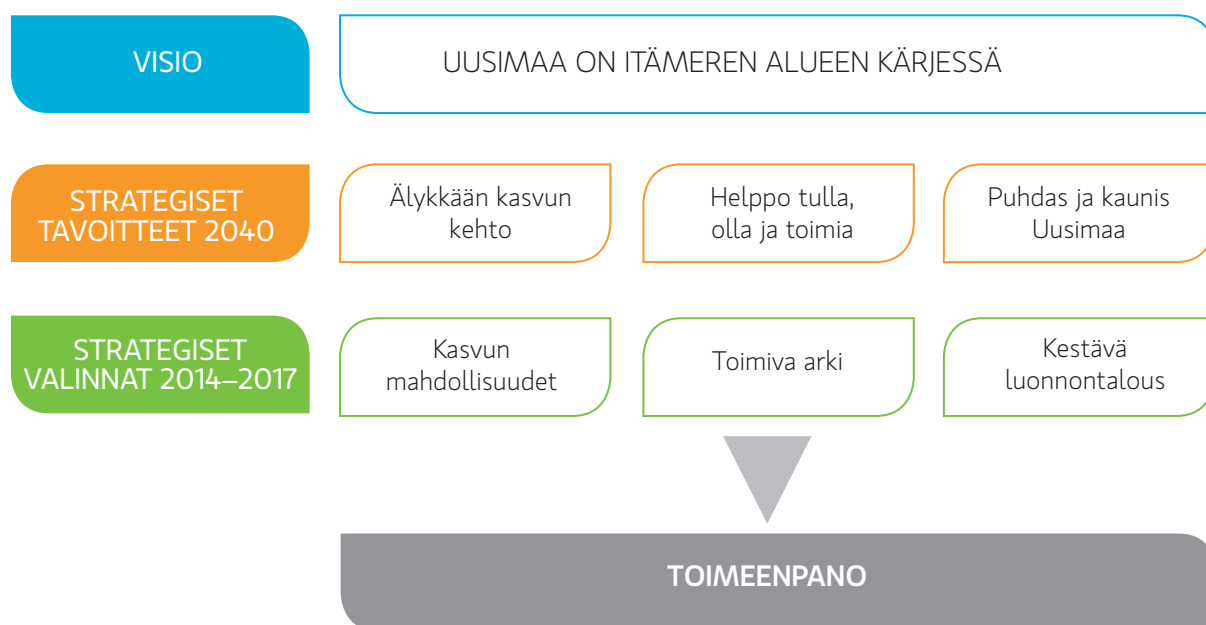 VISIO
UUSIMAA ON ITÄMEREN ALUEEN KÄRJESSÄ
STRATEGISET
TAVOITTEET 2040
Älykkään kasvun
kehto
Helppo tulla,
olla ja toimia
Puhdas ja kaunis
Uusimaa
STRATEGISET
VALINNAT 2014–2017
Kasvun
mahdollisuudet
Toimiva arki
Kestävä
luonnontalous
TOIMEENPANO